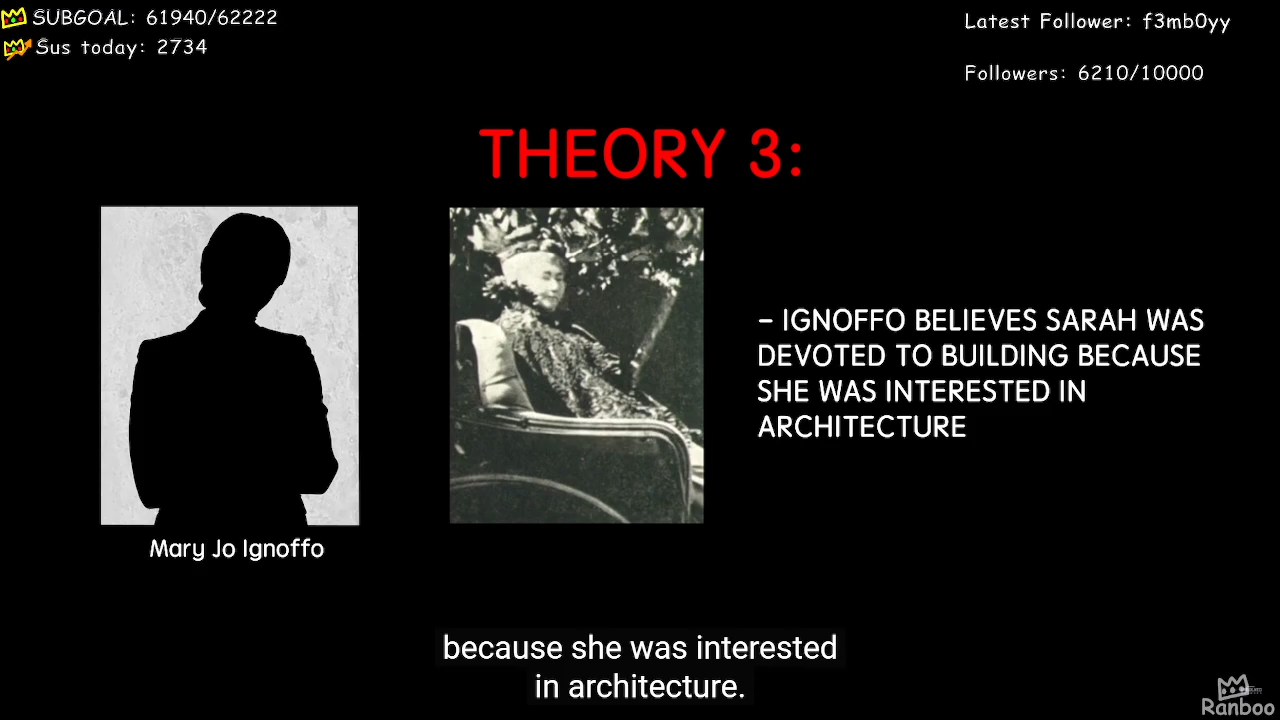 SUBGOAL: 61940/62222
Sus today: 2734
Latest Follower: f3mb0yy
Followers: 6210/10000
THEORY 3:
- IGNOFFO BELIEVES SARAH WAS
DEVOTED TO BUILDING BECAUSE
SHE WAS INTERESTED IN
ARCHITECTURE
Mary Jo Ignoffo
because she was interested
in architecture.
Ranboo